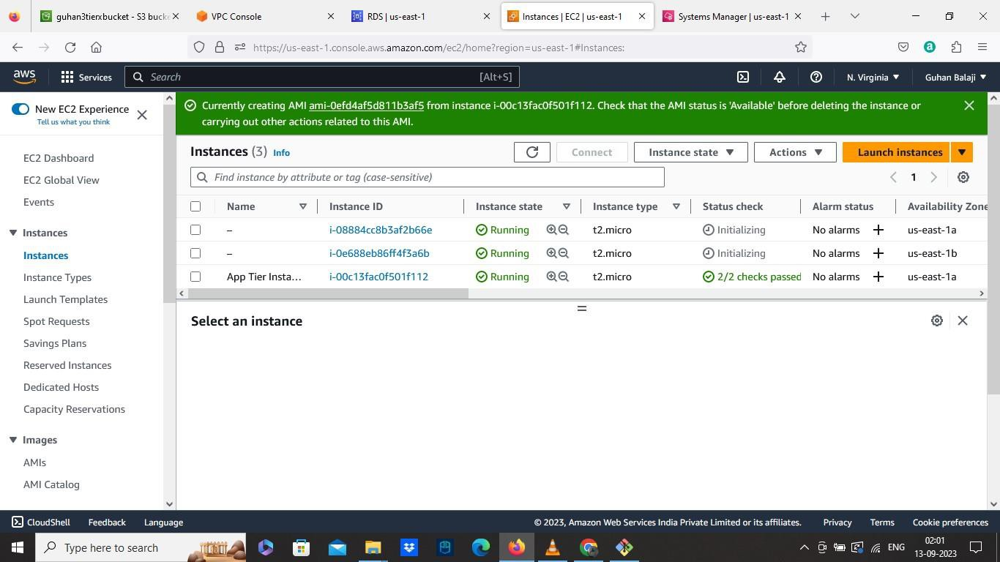 guhan3tierxbucket - S3 bucke
VPC Console
RDS | us-east-1
Instances | EC2 | us-east-1
Systems Manager | us-east-1
https://us-east-1.console.aws.amazon.com/ec2/home?region=us-east-1#Instances:
aws
Services
Search
[Alt+S]
N. Virginia
Guhan Balaji
New EC2 Experience
Tell us what you think
EC2 Dashboard
EC2 Global View
Events
Instances
Instances
Instance Types
Launch Templates
Spot Requests
Savings Plans
Reserved Instances
Dedicated Hosts
Capacity Reservations
Images
AMIs
AMI Catalog
Currently creating AMI ami-0efd4af5d811b3af5 from instance i-00c13fac0f501f112. Check that the AMI status is 'Available' before deleting the instance or
carrying out other actions related to this AMI.
Instances (3) Info
Connect
Instance state
Actions
Launch instances
Find instance by attribute or tag (case-sensitive)
1
Name Instance ID Instance state Instance type Status check Alarm status Availability Zone
– i-08884cc8b3af2b66e Running t2.micro Initializing No alarms + us-east-1a
– i-0e688eb86ff4f3a6b Running t2.micro Initializing No alarms + us-east-1b
App Tier Insta... i-00c13fac0f501f112 Running t2.micro 2/2 checks passed No alarms + us-east-1a
Select an instance
CloudShell Feedback Language © 2023, Amazon Web Services India Private Limited or its affiliates. Privacy Terms Cookie preferences
Type here to search
ENG
02:01
13-09-2023